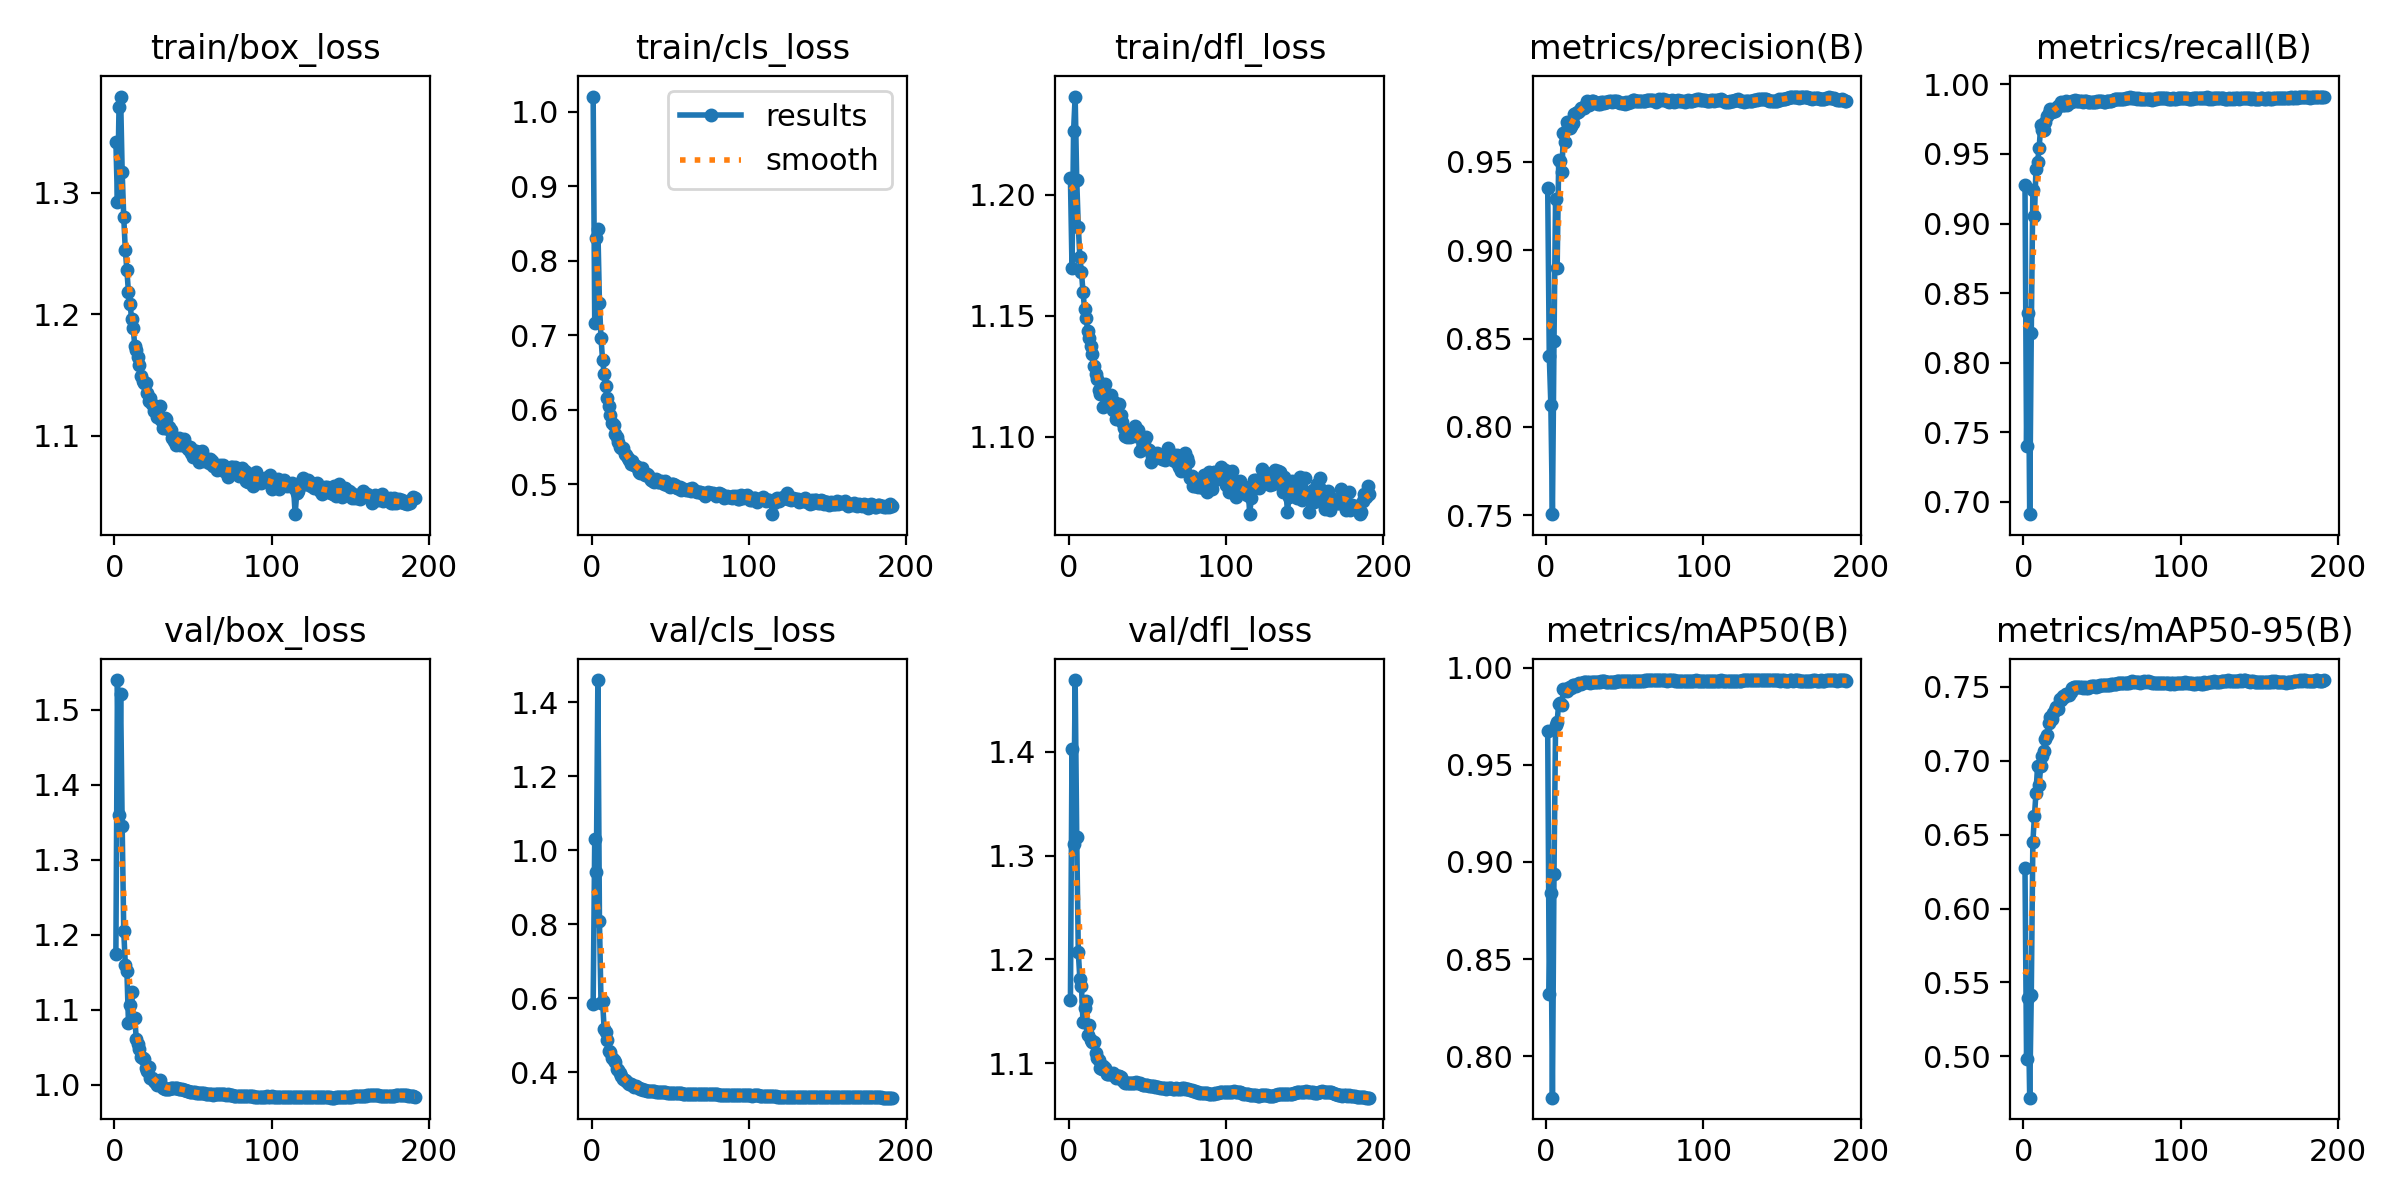 train/box_loss
1.3
1.2
1.1
0 100 200
train/cls_loss
results
smooth
1.0
0.9
0.8
0.7
0.6
0.5
0 100 200
train/dfl_loss
1.20
1.15
1.10
0 100 200
metrics/precision(B)
0.95
0.90
0.85
0.80
0.75
0 100 200
metrics/recall(B)
1.00
0.95
0.90
0.85
0.80
0.75
0.70
0 100 200
val/box_loss
1.5
1.4
1.3
1.2
1.1
1.0
0 100 200
val/cls_loss
1.4
1.2
1.0
0.8
0.6
0.4
0 100 200
val/dfl_loss
1.4
1.3
1.2
1.1
0 100 200
metrics/mAP50(B)
1.00
0.95
0.90
0.85
0.80
0 100 200
metrics/mAP50-95(B)
0.75
0.70
0.65
0.60
0.55
0.50
0 100 200